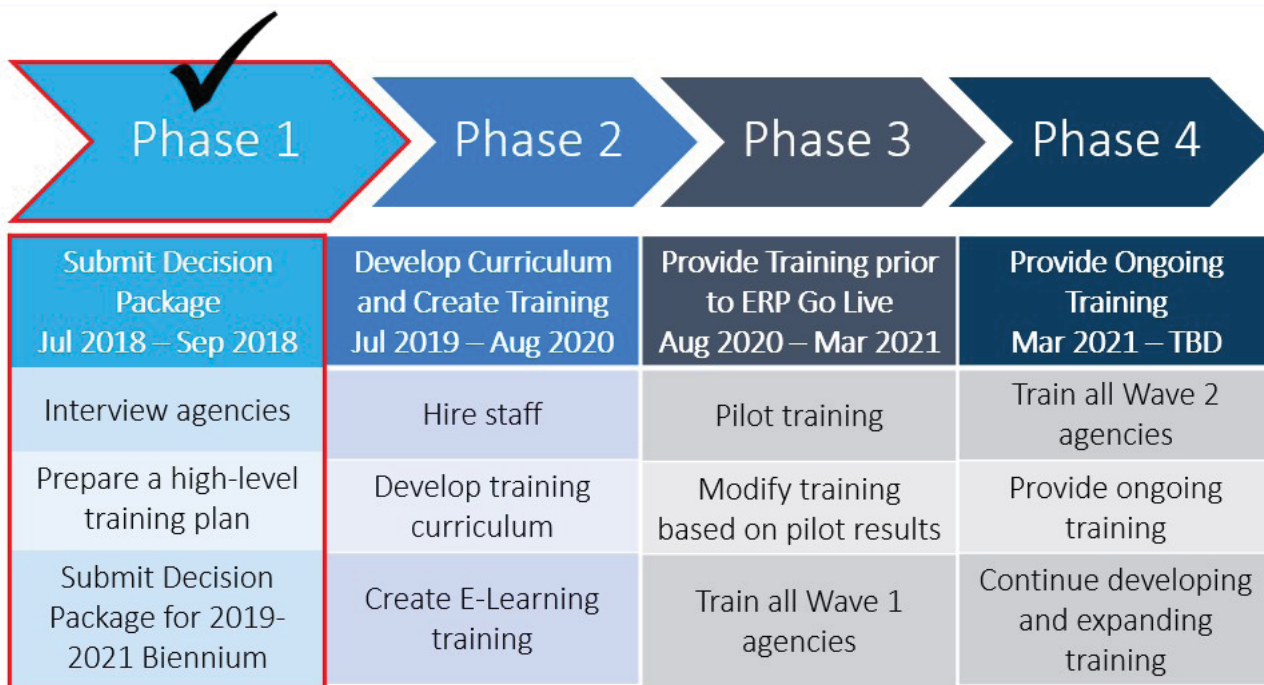 Phase 1
Phase 2
Phase 3
Phase 4
Submit Decision
Package
Jul 2018 – Sep 2018
Develop Curriculum
and Create Training
Jul 2019 – Aug 2020
Provide Training prior
to ERP Go Live
Aug 2020 – Mar 2021
Provide Ongoing
Training
Mar 2021 – TBD
Interview agencies
Hire staff
Pilot training
Train all Wave 2
agencies
Prepare a high-level
training plan
Develop training
curriculum
Modify training
based on pilot results
Provide ongoing
training
Submit Decision
Package for 2019-
2021 Biennium
Create E-Learning
training
Train all Wave 1
agencies
Continue developing
and expanding
training